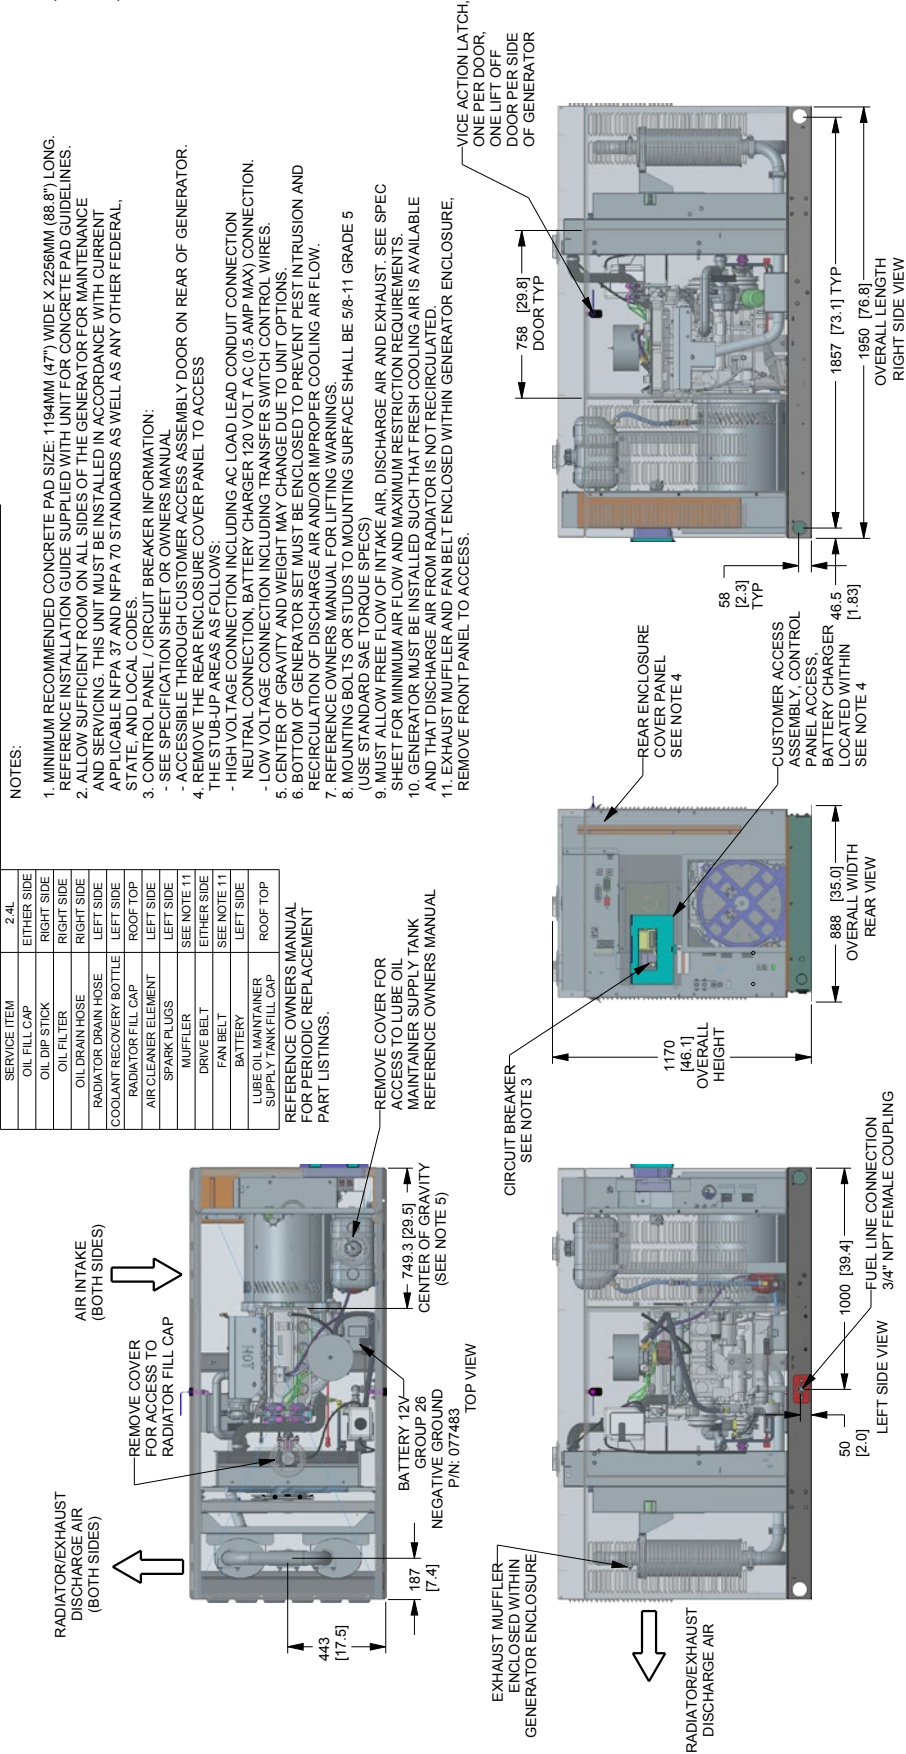 SERVICE ITEM 2.4L
OIL FILL CAP EITHER SIDE
OIL DIP STICK RIGHT SIDE
OIL FILTER RIGHT SIDE
OIL DRAIN HOSE RIGHT SIDE
RADIATOR DRAIN HOSE LEFT SIDE
COOLANT RECOVERY BOTTLE LEFT SIDE
RADIATOR FILL CAP ROOF TOP
AIR CLEANER ELEMENT LEFT SIDE
SPARK PLUGS LEFT SIDE
MUFFLER SEE NOTE 11
DRIVE BELT EITHER SIDE
FAN BELT SEE NOTE 11
BATTERY LEFT SIDE
LUBE OIL MAINTAINER
SUPPLY TANK FILL CAP ROOF TOP
REFERENCE OWNERS MANUAL
FOR PERIODIC REPLACEMENT
PART LISTINGS.
NOTES:
1. MINIMUM RECOMMENDED CONCRETE PAD SIZE: 1194MM (47") WIDE X 2256MM (88.8") LONG.
REFERENCE INSTALLATION GUIDE SUPPLIED WITH UNIT FOR CONCRETE PAD GUIDELINES.
2. ALLOW SUFFICIENT ROOM ON ALL SIDES OF THE GENERATOR FOR MAINTENANCE
AND SERVICING. THIS UNIT MUST BE INSTALLED IN ACCORDANCE WITH CURRENT
APPLICABLE NFPA 37 AND NFPA 70 STANDARDS AS WELL AS ANY OTHER FEDERAL,
STATE, AND LOCAL CODES.
3. CONTROL PANEL / CIRCUIT BREAKER INFORMATION:
- SEE SPECIFICATION SHEET OR OWNERS MANUAL
- ACCESSIBLE THROUGH CUSTOMER ACCESS ASSEMBLY DOOR ON REAR OF GENERATOR.
4. REMOVE THE REAR ENCLOSURE COVER PANEL TO ACCESS
THE STUB-UP AREAS AS FOLLOWS:
- HIGH VOLTAGE CONNECTION INCLUDING AC LOAD LEAD CONDUIT CONNECTION
NEUTRAL CONNECTION, BATTERY CHARGER 120 VOLT AC (0.5 AMP MAX) CONNECTION.
- LOW VOLTAGE CONNECTION INCLUDING TRANSFER SWITCH CONTROL WIRES.
5. CENTER OF GRAVITY AND WEIGHT MAY CHANGE DUE TO UNIT OPTIONS.
6. BOTTOM OF GENERATOR SET MUST BE ENCLOSED TO PREVENT PEST INTRUSION AND
RECIRCULATION OF DISCHARGE AIR AND/OR IMPROPER COOLING AIR FLOW.
7. REFERENCE OWNERS MANUAL FOR LIFTING WARNINGS.
8. MOUNTING BOLTS OR STUDS TO MOUNTING SURFACE SHALL BE 5/8-11 GRADE 5
(USE STANDARD SAE TORQUE SPECS)
9. MUST ALLOW FREE FLOW OF INTAKE AIR, DISCHARGE AIR AND EXHAUST. SEE SPEC
SHEET FOR MINIMUM AIR FLOW AND MAXIMUM RESTRICTION REQUIREMENTS.
10. GENERATOR MUST BE INSTALLED SUCH THAT FRESH COOLING AIR IS AVAILABLE
AND THAT DISCHARGE AIR FROM RADIATOR IS NOT RECIRCULATED.
11. EXHAUST MUFFLER AND FAN BELT ENCLOSED WITHIN GENERATOR ENCLOSURE,
REMOVE FRONT PANEL TO ACCESS.
RADIATOR/EXHAUST
DISCHARGE AIR
(BOTH SIDES)
REMOVE COVER
FOR ACCESS TO
RADIATOR FILL CAP
AIR INTAKE
(BOTH SIDES)
HOT
REMOVE COVER FOR
ACCESS TO LUBE OIL
MAINTAINER SUPPLY TANK
REFERENCE OWNERS MANUAL
443
[17.5]
187
[7.4]
BATTERY 12V
GROUP 26
NEGATIVE GROUND
P/N: 077483
749.3 [29.5]
CENTER OF GRAVITY
(SEE NOTE 5)
TOP VIEW
EXHAUST MUFFLER
ENCLOSED WITHIN
GENERATOR ENCLOSURE
RADIATOR/EXHAUST
DISCHARGE AIR
50
[2.0]
1000 [39.4]
FUEL LINE CONNECTION
3/4" NPT FEMALE COUPLING
LEFT SIDE VIEW
CIRCUIT BREAKER
SEE NOTE 3
1170
[46.1]
OVERALL
HEIGHT
REAR ENCLOSURE
COVER PANEL
SEE NOTE 4
CUSTOMER ACCESS
ASSEMBLY, CONTROL
PANEL ACCESS,
BATTERY CHARGER
LOCATED WITHIN
SEE NOTE 4
888 [35.0]
OVERALL WIDTH
REAR VIEW
VICE ACTION LATCH,
ONE PER DOOR,
ONE LIFT OFF
DOOR PER SIDE
OF GENERATOR
758 [29.8]
DOOR TYP
58
[2.3]
TYP
46.5
[1.83]
1857 [73.1] TYP
1950 [76.8]
OVERALL LENGTH
RIGHT SIDE VIEW